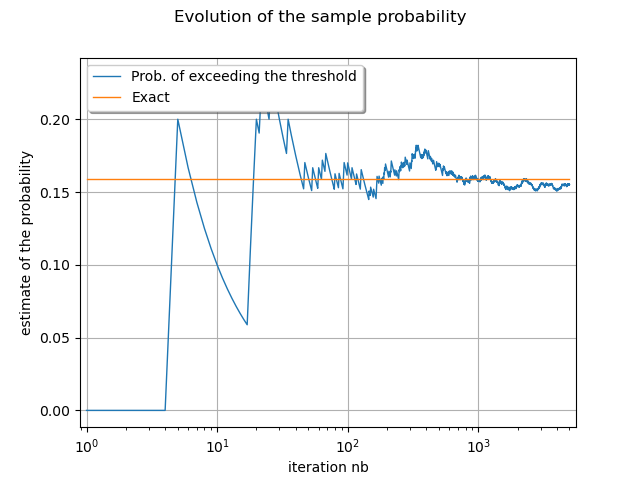 Evolution of the sample probability
Prob. of exceeding the threshold
Exact
estimate of the probability
0.20
0.15
0.10
0.05
0.00
10⁰
10¹
10²
10³
iteration nb